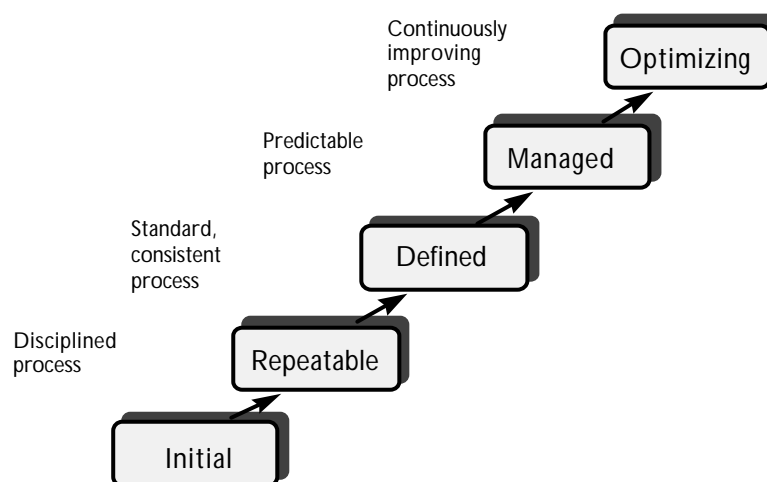 Continuously
improving
process
Optimizing
Predictable
process
Managed
Standard,
consistent
process
Defined
Disciplined
process
Repeatable
Initial